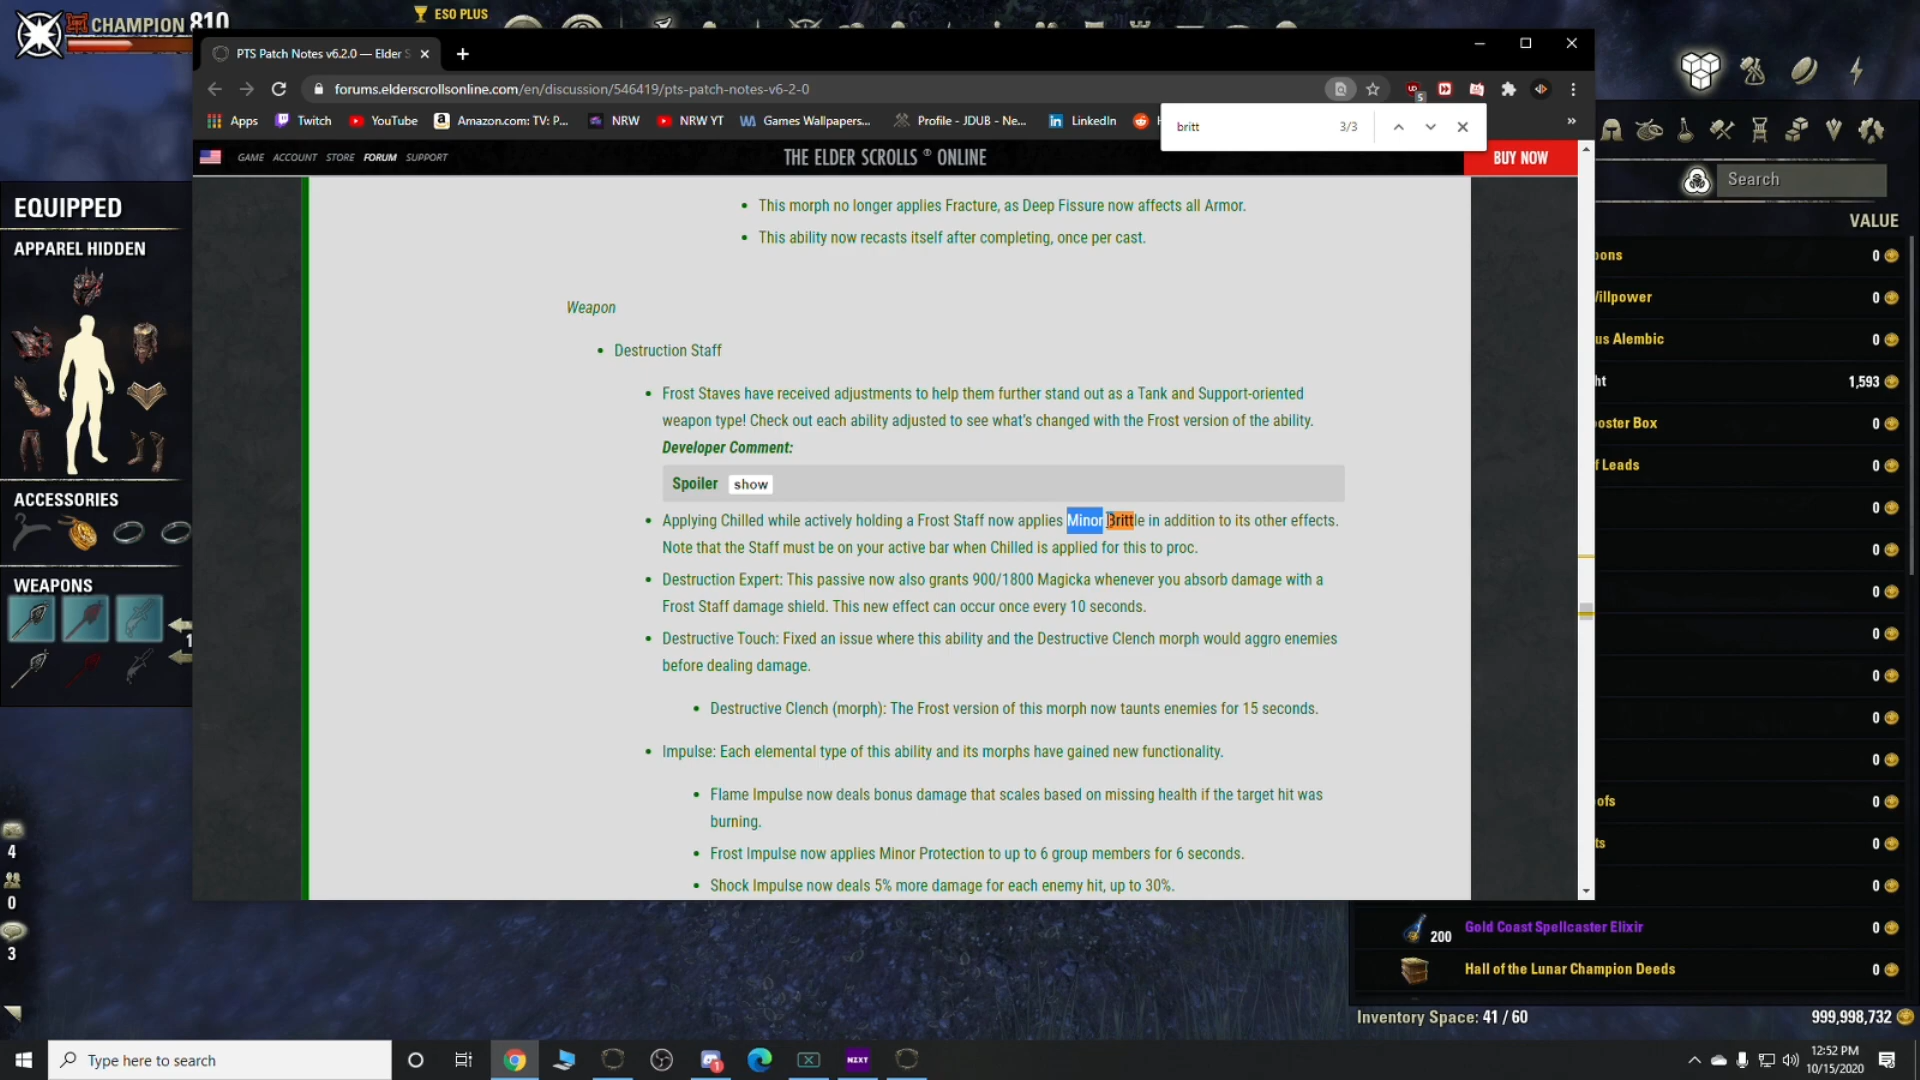 CHAMPION 810
ESO PLUS
PTS Patch Notes v6.2.0 — Elder S
forums.elderscrollsonline.com/en/discussion/546419/pts-patch-notes-v6-2-0
Apps
Twitch
YouTube
Amazon.com: TV: P...
NRW
NRW YT
Games Wallpapers...
Profile - JDUB - Ne...
LinkedIn
britt
3/3
GAME ACCOUNT STORE FORUM SUPPORT
THE ELDER SCROLLS ® ONLINE
BUY NOW
This morph no longer applies Fracture, as Deep Fissure now affects all Armor.
This ability now recasts itself after completing, once per cast.
Weapon
Destruction Staff
Frost Staves have received adjustments to help them further stand out as a Tank and Support-oriented
weapon type! Check out each ability adjusted to see what's changed with the Frost version of the ability.
Developer Comment:
Spoiler show
Applying Chilled while actively holding a Frost Staff now applies Minor Brittle in addition to its other effects.
Note that the Staff must be on your active bar when Chilled is applied for this to proc.
Destruction Expert: This passive now also grants 900/1800 Magicka whenever you absorb damage with a
Frost Staff damage shield. This new effect can occur once every 10 seconds.
Destructive Touch: Fixed an issue where this ability and the Destructive Clench morph would aggro enemies
before dealing damage.
Destructive Clench (morph): The Frost version of this morph now taunts enemies for 15 seconds.
Impulse: Each elemental type of this ability and its morphs have gained new functionality.
Flame Impulse now deals bonus damage that scales based on missing health if the target hit was
burning.
Frost Impulse now applies Minor Protection to up to 6 group members for 6 seconds.
Shock Impulse now deals 5% more damage for each enemy hit, up to 30%.
EQUIPPED
APPAREL HIDDEN
ACCESSORIES
WEAPONS
1
4
0
3
Search
VALUE
ons 0
Willpower 0
us Alembic 0
ht 1,593
oster Box 0
f Leads 0
0
0
0
0
0
0
0
ofs 0
ts 0
0
200 Gold Coast Spellcaster Elixir 0
Hall of the Lunar Champion Deeds 0
Inventory Space: 41 / 60
999,998,732
Type here to search
1
NZXT
12:52 PM
10/15/2020